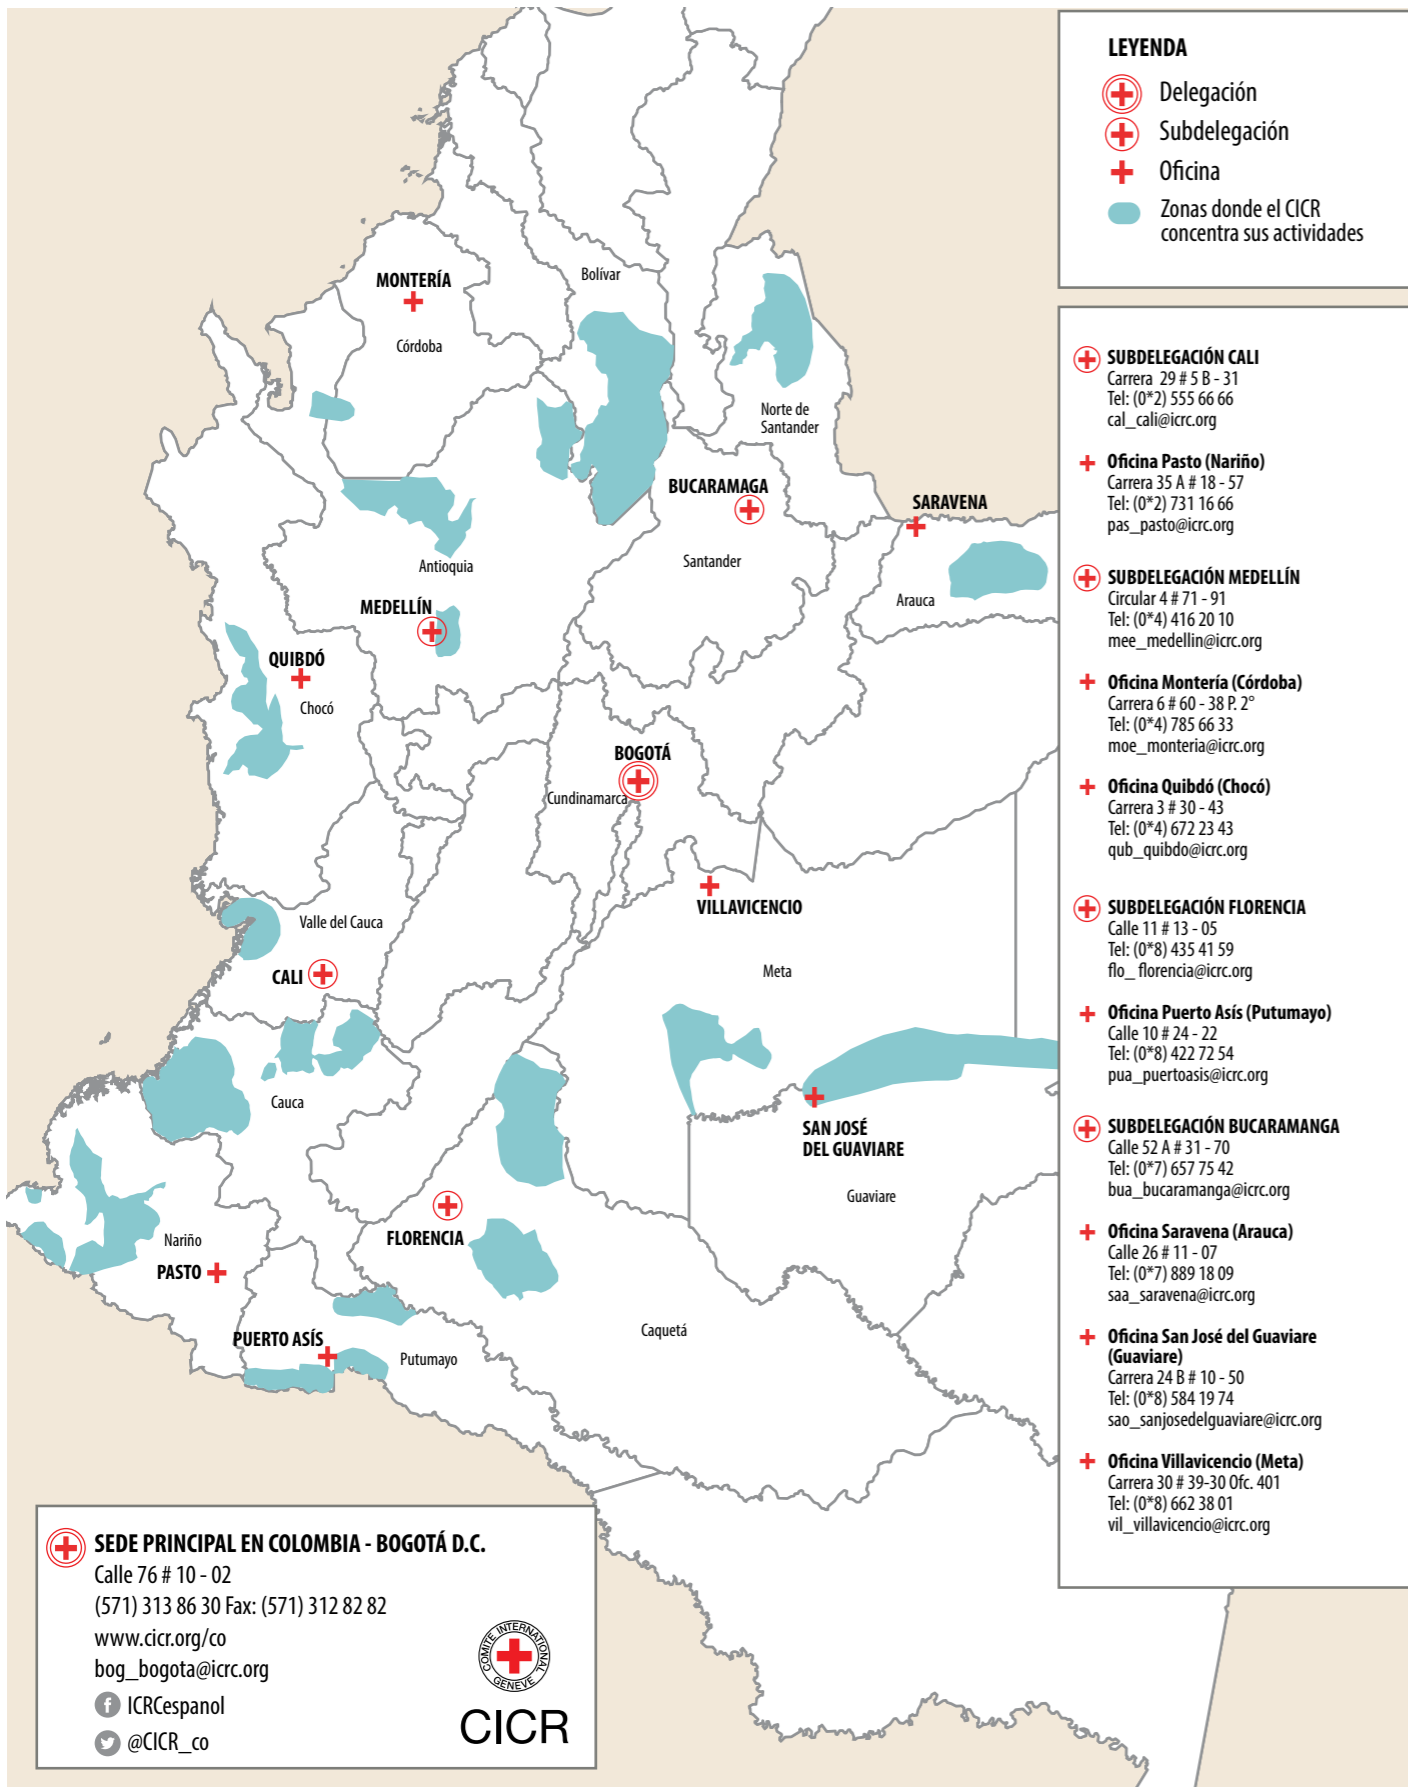 LEYENDA
Delegación
Subdelegación
Oficina
Zonas donde el CICR
concentra sus actividades
MONTERÍA
Córdoba
Bolívar
Norte de
Santander
BUCARAMAGA
Santander
SARAVENA
Arauca
Antioquia
MEDELLÍN
QUIBDÓ
Chocó
BOGOTÁ
Cundinamarca
VILLAVICENCIO
Meta
Valle del Cauca
CALI
Cauca
SAN JOSÉ
DEL GUAVIARE
Guaviare
FLORENCIA
Nariño
PASTO
PUERTO ASÍS
Putumayo
Caquetá
SUBDELEGACIÓN CALI
Carrera 29 # 5 B - 31
Tel: (0*2) 555 66 66
cal_cali@icrc.org
Oficina Pasto (Nariño)
Carrera 35 A # 18 - 57
Tel: (0*2) 731 16 66
pas_pasto@icrc.org
SUBDELEGACIÓN MEDELLÍN
Circular 4 # 71 - 91
Tel: (0*4) 416 20 10
mee_medellin@icrc.org
Oficina Montería (Córdoba)
Carrera 6 # 60 - 38 P. 2°
Tel: (0*4) 785 66 33
moe_monteria@icrc.org
Oficina Quibdó (Chocó)
Carrera 3 # 30 - 43
Tel: (0*4) 672 23 43
qub_quibdo@icrc.org
SUBDELEGACIÓN FLORENCIA
Calle 11 # 13 - 05
Tel: (0*8) 435 41 59
flo_ florencia@icrc.org
Oficina Puerto Asís (Putumayo)
Calle 10 # 24 - 22
Tel: (0*8) 422 72 54
pua_puertoasis@icrc.org
SUBDELEGACIÓN BUCARAMANGA
Calle 52 A # 31 - 70
Tel: (0*7) 657 75 42
bua_bucaramanga@icrc.org
Oficina Saravena (Arauca)
Calle 26 # 11 - 07
Tel: (0*7) 889 18 09
saa_saravena@icrc.org
Oficina San José del Guaviare
(Guaviare)
Carrera 24 B # 10 - 50
Tel: (0*8) 584 19 74
sao_sanjosedelguaviare@icrc.org
Oficina Villavicencio (Meta)
Carrera 30 # 39-30 Ofc. 401
Tel: (0*8) 662 38 01
vil_villavicencio@icrc.org
SEDE PRINCIPAL EN COLOMBIA - BOGOTÁ D.C.
Calle 76 # 10 - 02
(571) 313 86 30 Fax: (571) 312 82 82
www.cicr.org/co
bog_bogota@icrc.org
ICRCespanol
@CICR_co
COMITE INTERNATIONAL
GENEVE
CICR